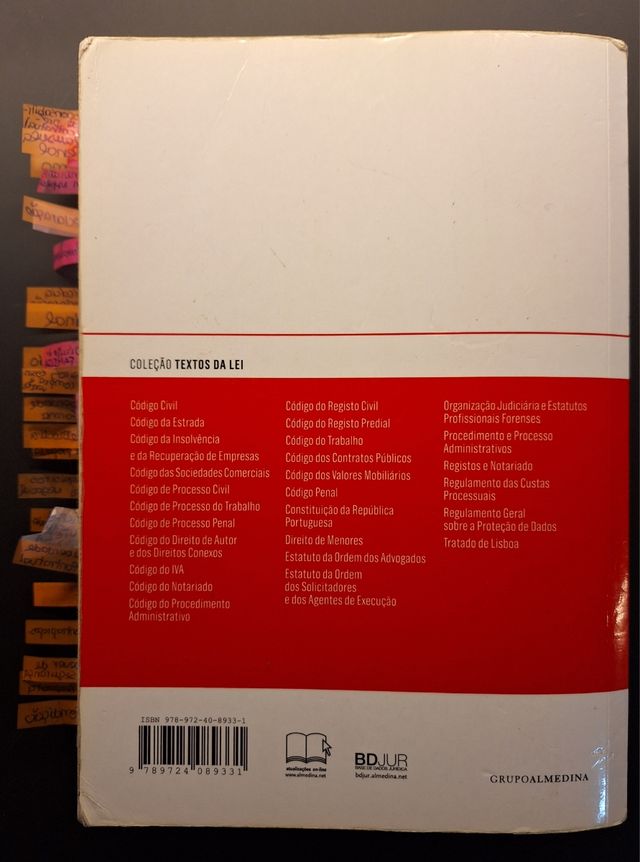 COLEÇÃO TEXTOS DA LEI
Código Civil
Código da Estrada
Código da Insolvência
e da Recuperação de Empresas
Código das Sociedades Comerciais
Código de Processo Civil
Código de Processo do Trabalho
Código de Processo Penal
Código do Direito de Autor
e dos Direitos Conexos
Código do IVA
Código do Notariado
Código do Procedimento
Administrativo
Código do Registo Civil
Código do Registo Predial
Código do Trabalho
Código dos Contratos Públicos
Código dos Valores Mobiliários
Código Penal
Constituição da República
Portuguesa
Direito de Menores
Estatuto da Ordem dos Advogados
Estatuto da Ordem
dos Solicitadores
e dos Agentes de Execução
Organização Judiciária e Estatutos
Profissionais Forenses
Procedimento e Processo
Administrativos
Registos e Notariado
Regulamento das Custas
Processuais
Regulamento Geral
sobre a Proteção de Dados
Tratado de Lisboa
ISBN 978-972-40-8933-1
9 789724 089331
atualizações on-line
www.almedina.net
BDJUR
BASE DE DADOS JURÍDICA
bdjur.almedina.net
GRUPOALMEDINA